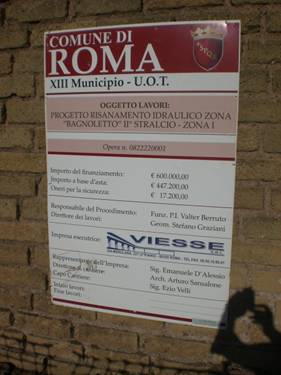 COMUNE DI
ROMA
XIII Municipio - U.O.T.
OGGETTO LAVORI:
PROGETTO RISANAMENTO IDRAULICO ZONA
"BAGNOLETTO" II° STRALCIO - ZONA I
Opera n. 0822220001
Importo del finanziamento: € 600.000,00
Importo a base d'asta: € 447.200,00
Oneri per la sicurezza: € 17.200,00
Responsabile del Procedimento: Funz. P.I. Valter Berruto
Direttore dei lavori: Geom. Stefano Graziani
Impresa esecutrice: VIESSE
Rappresentante dell'Impresa: Sig. Emanuele D'Alessio
Direttore di cantiere: Arch. Arturo Sansalone
Capo Cantiere: Sig. Ezio Velli
Inizio lavori:
Fine lavori: